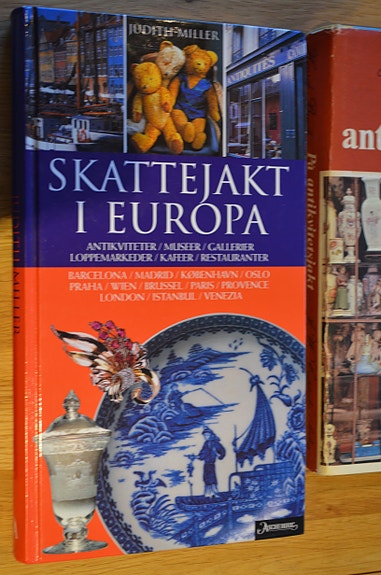 JUDITH MILLER
ANTIQUITÉS
SKATTEJAKT
I EUROPA
ANTIKVITETER / MUSEER / GALLERIER
LOPPEMARKEDER / KAFEER / RESTAURANTER
BARCELONA / MADRID / KØBENHAVN / OSLO
PRAHA / WIEN / BRUSSEL / PARIS / PROVENCE
LONDON / ISTANBUL / VENEZIA
ASCHEHOUG
JUDITH MILLER
På antikvitetsjakt
ant